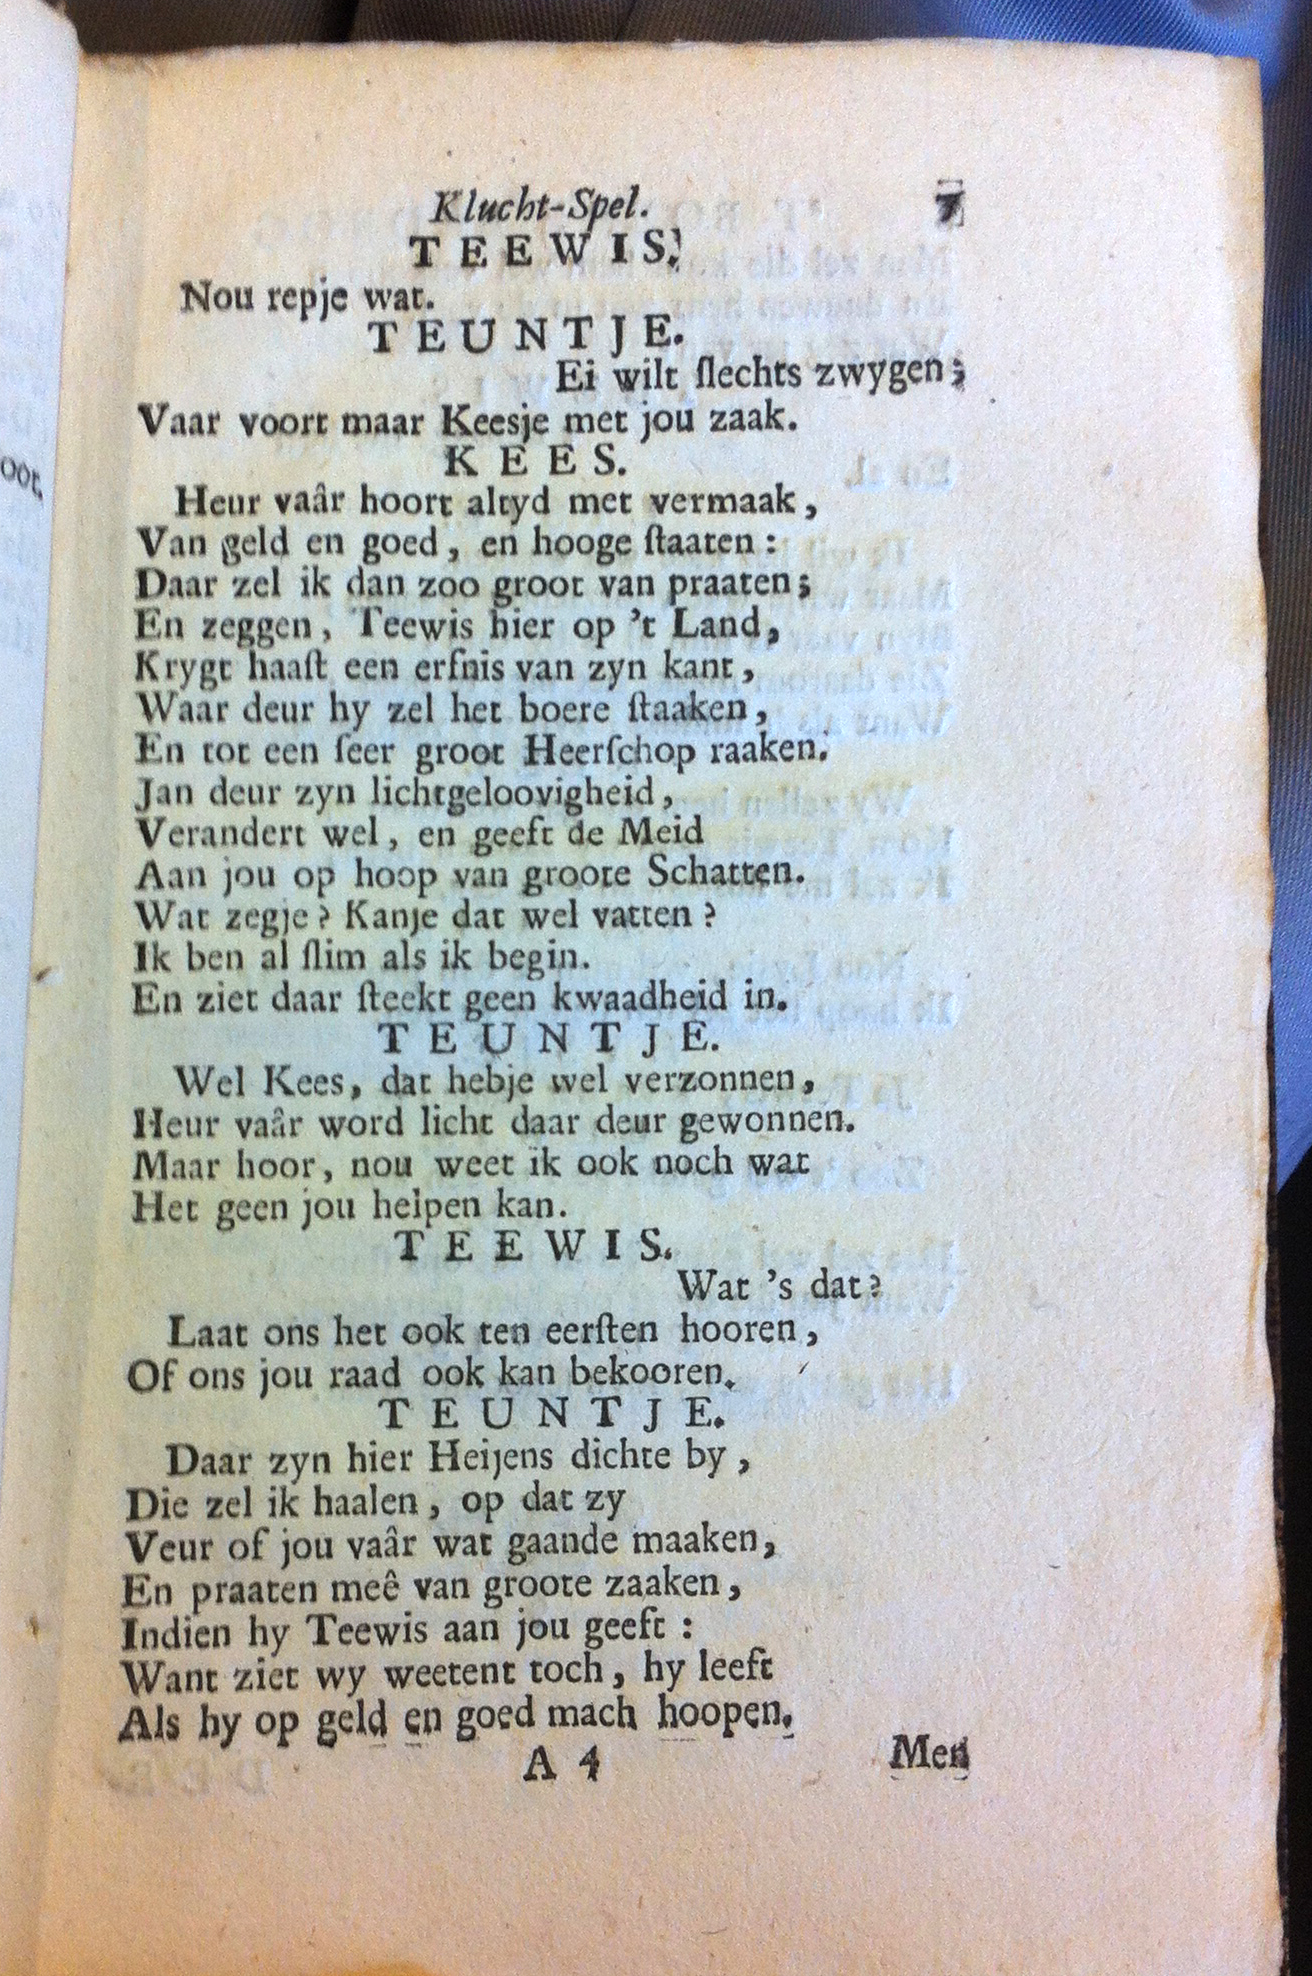 Klucht-Spel. 7
TEEWIS.
Nou repje wat.
TEUNTJE.
Ei wilt ſlechts zwygen;
Vaar voort maar Keesje met jou zaak.
KEES.
Heur vaâr hoort altyd met vermaak,
Van geld en goed, en hooge ſtaaten:
Daar zel ik dan zoo groot van praaten;
En zeggen, Teewis hier op 't Land,
Krygt haaſt een erfnis van zyn kant,
Waar deur hy zel het boere ſtaaken,
En tot een ſeer groot Heerſchop raaken.
Jan deur zyn lichtgeloovigheid,
Verandert wel, en geeft de Meid
Aan jou op hoop van groote Schatten.
Wat zegje? Kanje dat wel vatten?
Ik ben al ſlim als ik begin.
En ziet daar ſteekt geen kwaadheid in.
TEUNTJE.
Wel Kees, dat hebje wel verzonnen,
Heur vaâr word licht daar deur gewonnen.
Maar hoor, nou weet ik ook noch wat
Het geen jou helpen kan.
TEEWIS.
Wat 's dat?
Laat ons het ook ten eerſten hooren,
Of ons jou raad ook kan bekooren.
TEUNTJE.
Daar zyn hier Heijens dichte by,
Die zel ik haalen, op dat zy
Veur of jou vaâr wat gaande maaken,
En praaten meê van groote zaaken,
Indien hy Teewis aan jou geeft:
Want ziet wy weetent toch, hy leeft
Als hy op geld en goed mach hoopen.
A 4 Men
oot.